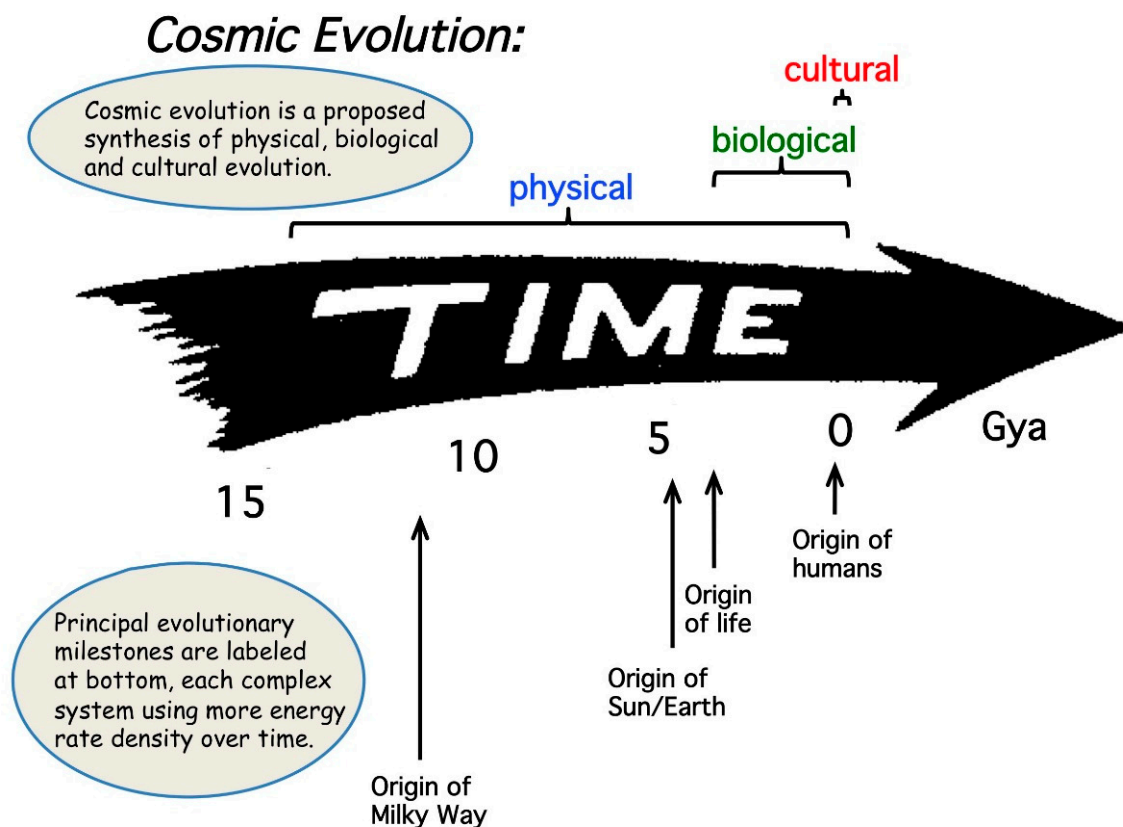 Cosmic Evolution:
Cosmic evolution is a proposed
synthesis of physical, biological
and cultural evolution.
cultural
biological
physical
TIME
15
10
5
0
Gya
Origin of
humans
Origin
of life
Origin of
Sun/Earth
Origin of
Milky Way
Principal evolutionary
milestones are labeled
at bottom, each complex
system using more energy
rate density over time.